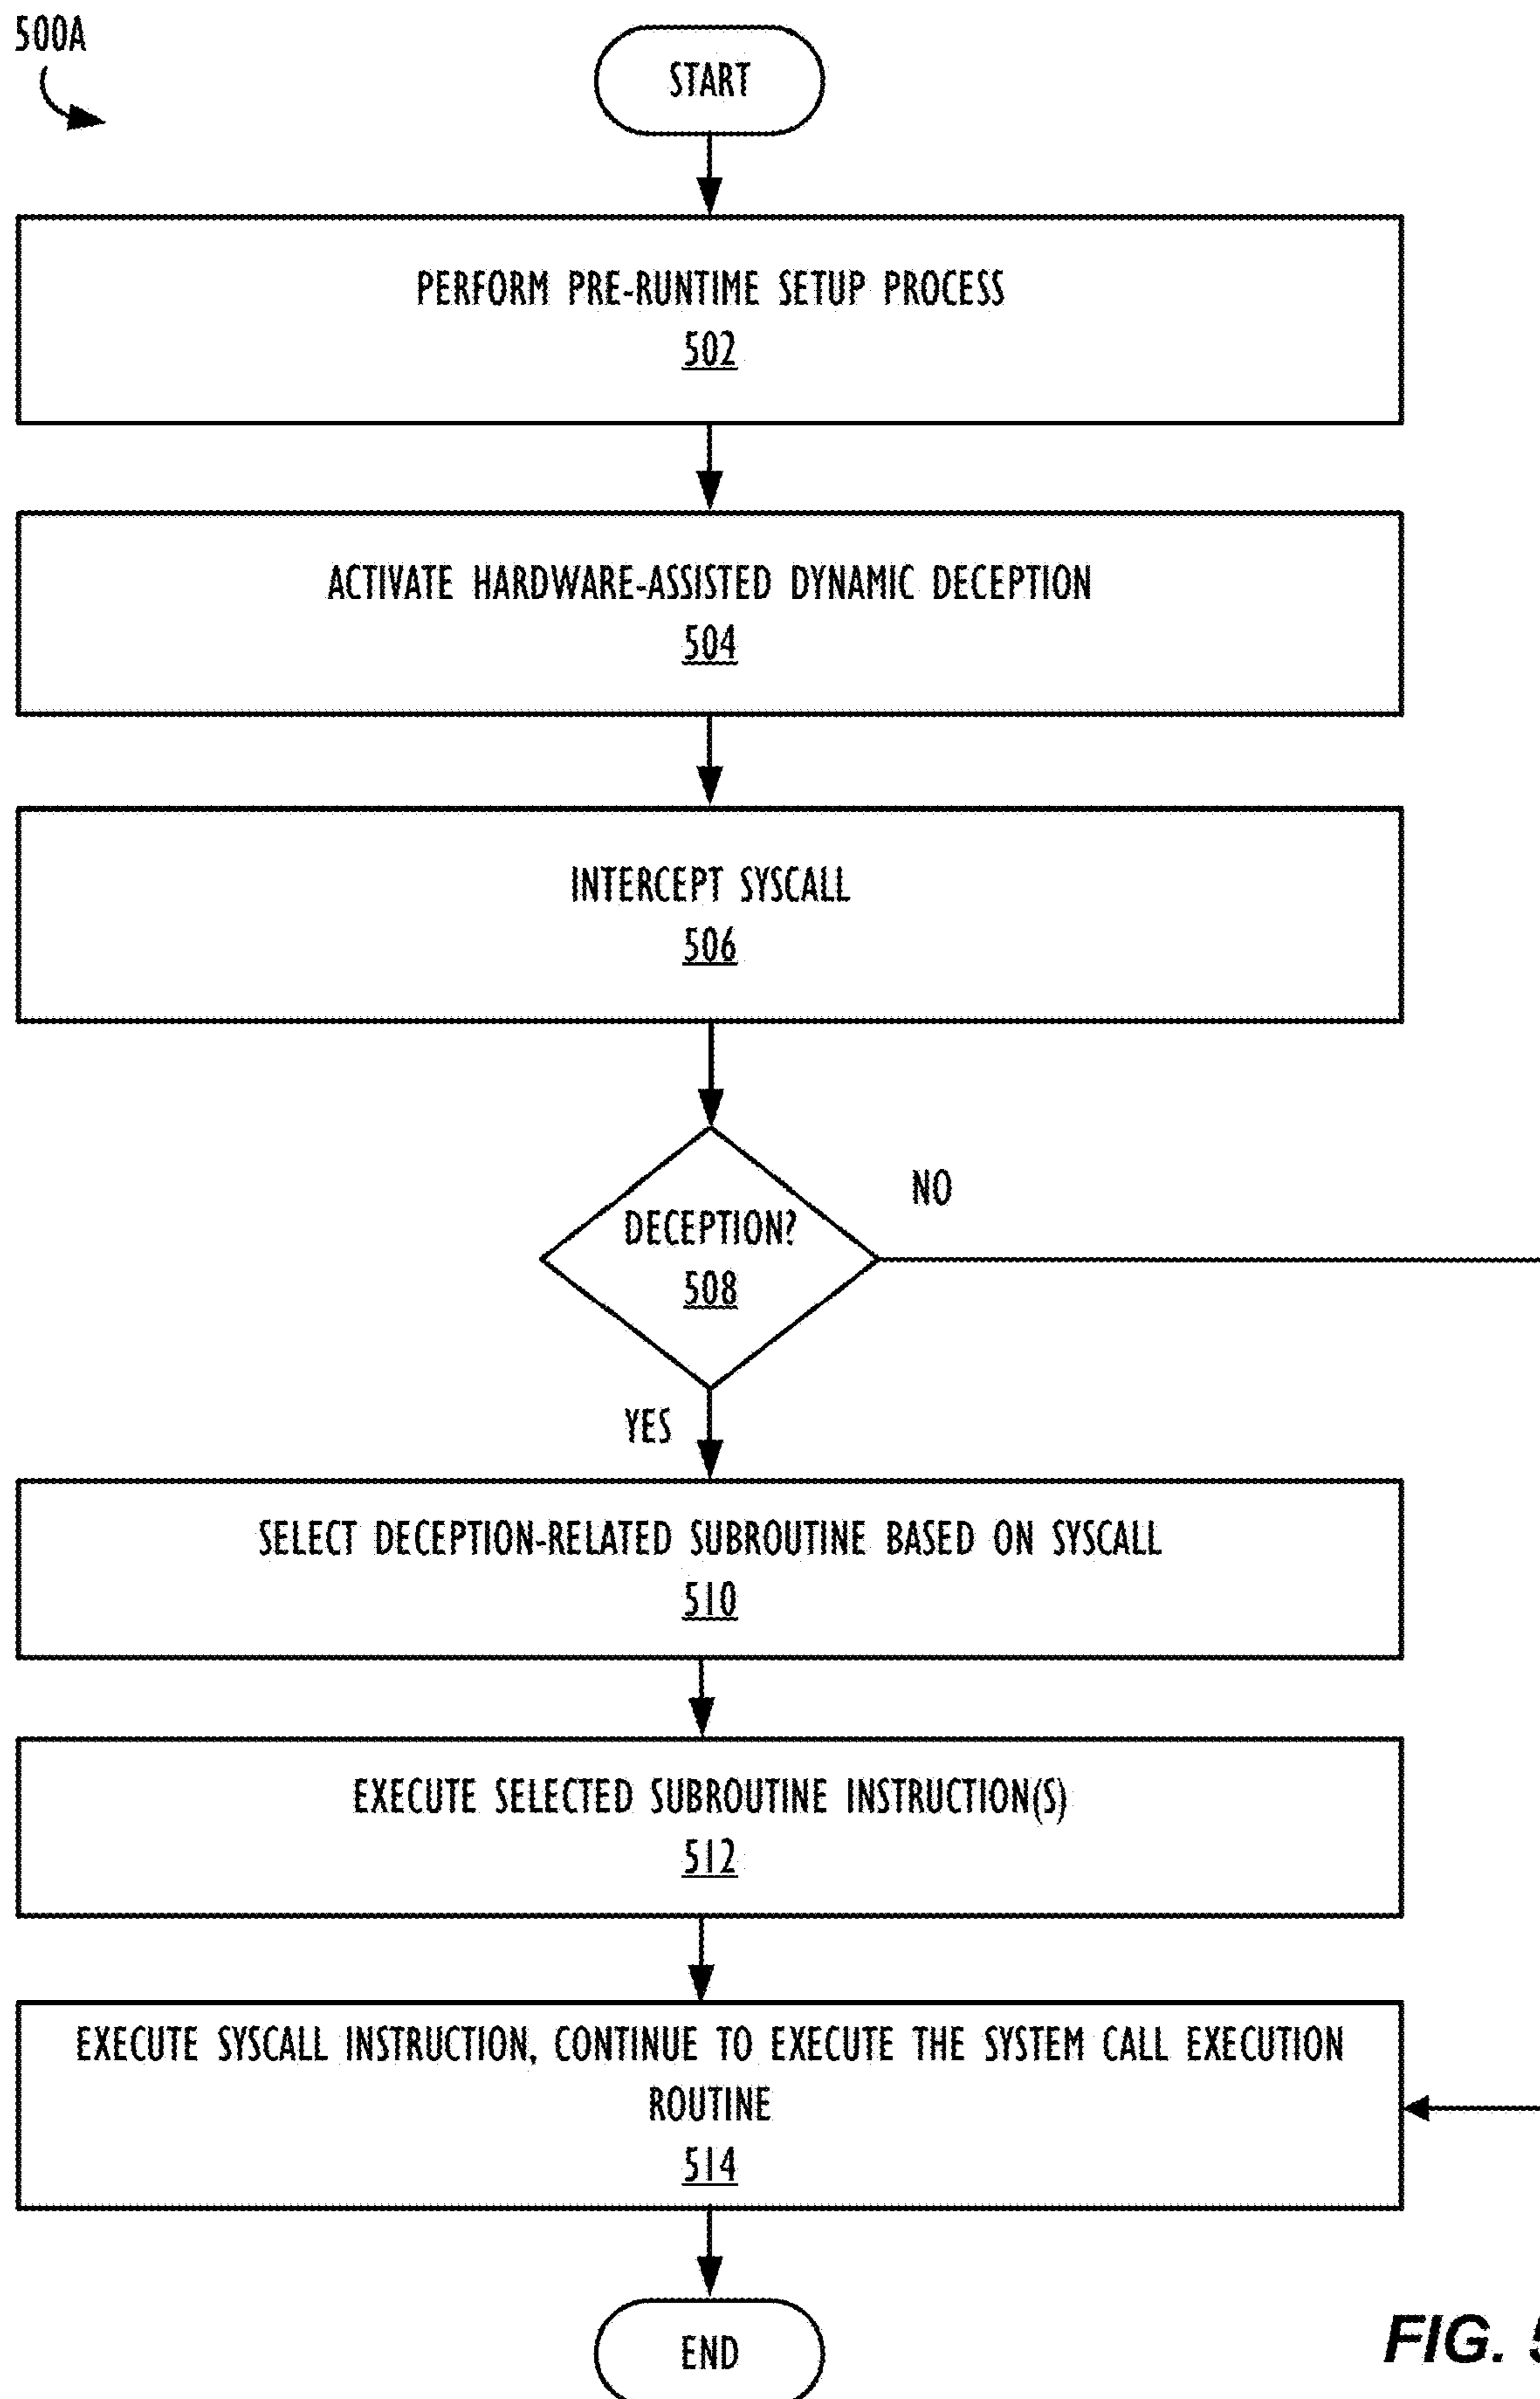 500A
START
PERFORM PRE-RUNTIME SETUP PROCESS
502
ACTIVATE HARDWARE-ASSISTED DYNAMIC DECEPTION
504
INTERCEPT SYSCALL
506
NO
DECEPTION?
508
YES
SELECT DECEPTION-RELATED SUBROUTINE BASED ON SYSCALL
510
EXECUTE SELECTED SUBROUTINE INSTRUCTION(S)
512
EXECUTE SYSCALL INSTRUCTION, CONTINUE TO EXECUTE THE SYSTEM CALL EXECUTION
ROUTINE
514
END
FIG. 5